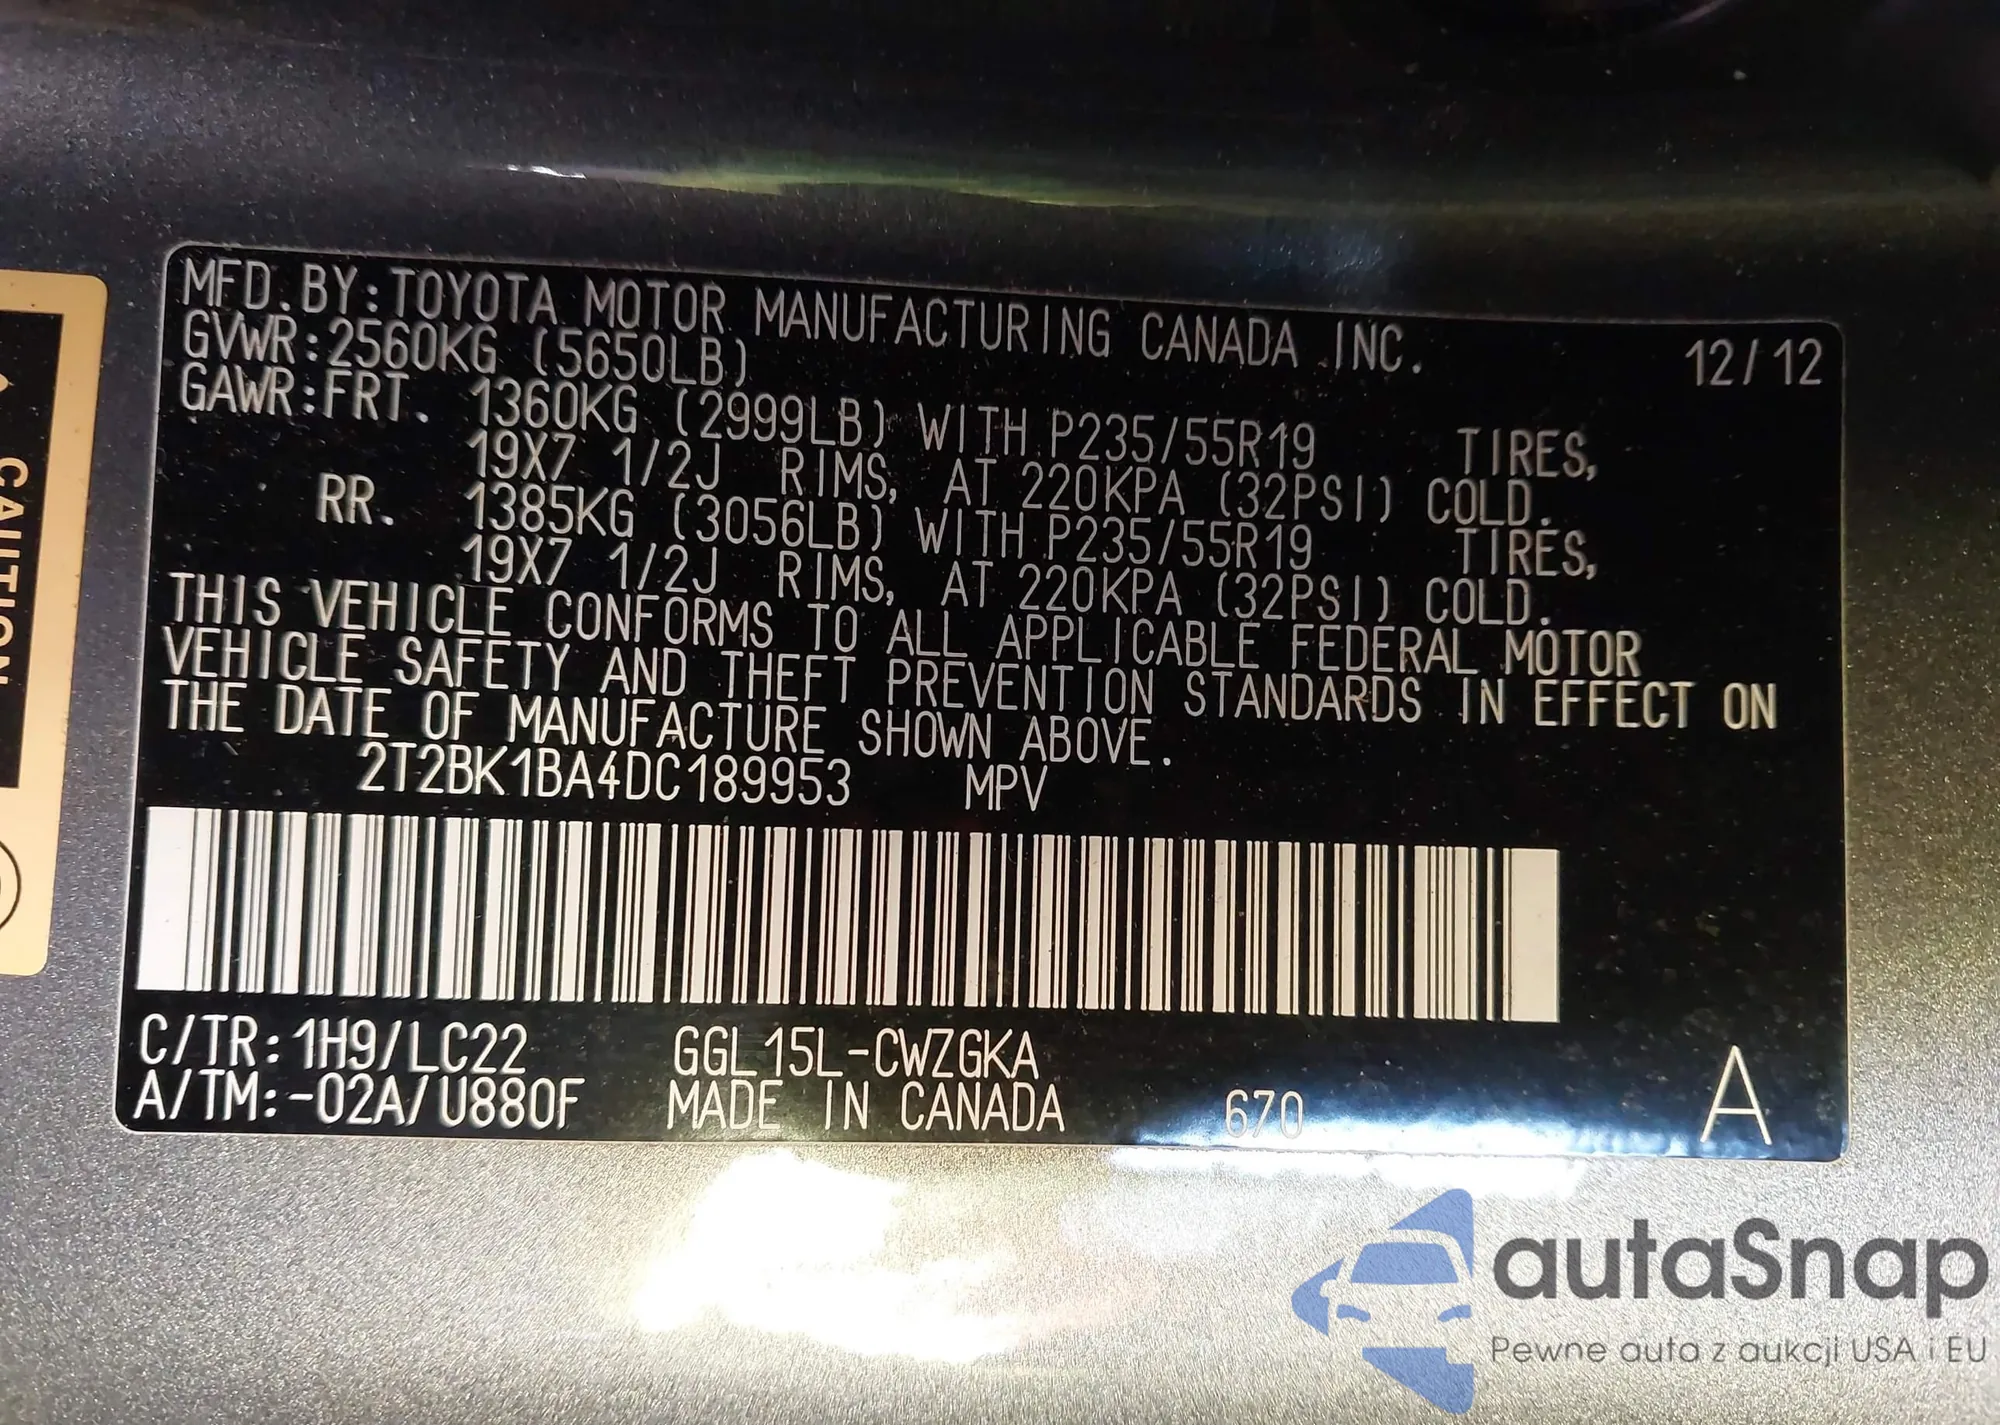 MFD.BY:TOYOTA MOTOR MANUFACTURING CANADA INC. 12/12
GVWR:2560KG (5650LB)
GAWR:FRT. 1360KG (2999LB) WITH P235/55R19 TIRES,
19X7 1/2J RIMS, AT 220KPA (32PSI) COLD.
RR. 1385KG (3056LB) WITH P235/55R19 TIRES,
19X7 1/2J RIMS, AT 220KPA (32PSI) COLD.
THIS VEHICLE CONFORMS TO ALL APPLICABLE FEDERAL MOTOR
VEHICLE SAFETY AND THEFT PREVENTION STANDARDS IN EFFECT ON
THE DATE OF MANUFACTURE SHOWN ABOVE.
2T2BK1BA4DC189953 MPV
C/TR:1H9/LC22 GGL15L-CWZGKA
A/TM:-02A/U880F MADE IN CANADA 670 A
CAUTION
autaSnap
Pewne auta z aukcji USA i EU